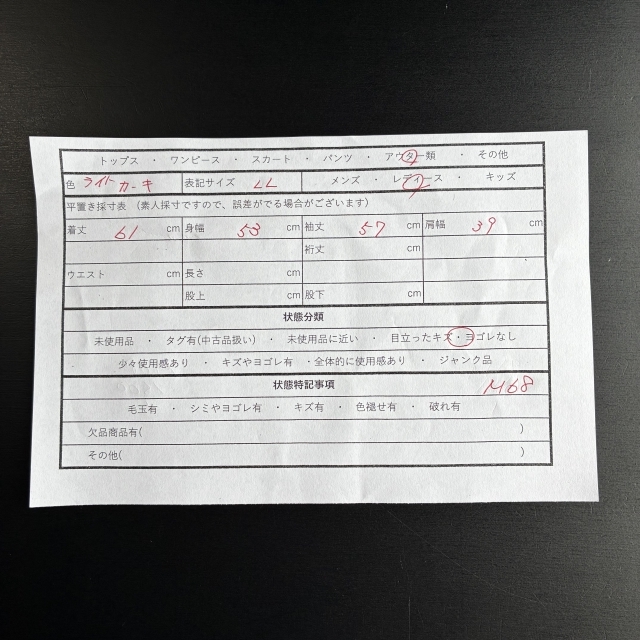 トップス ・ ワンピース ・ スカート ・ パンツ ・ アウター類 ・ その他
色 ライトカーキ 表記サイズ LL メンズ ・ レディース ・ キッズ
平置き採寸表 （素人採寸ですので、誤差がでる場合がございます）
着丈 61 cm 身幅 53 cm 袖丈 57 cm 肩幅 39 cm
裄丈 cm
ウエスト cm 長さ cm
股上 cm 股下 cm
状態分類
未使用品 ・ タグ有(中古品扱い) ・ 未使用品に近い ・ 目立ったキズ・ヨゴレなし
少々使用感あり ・ キズやヨゴレ有 ・全体的に使用感あり ・ ジャンク品
状態特記事項 M68
毛玉有 ・ シミやヨゴレ有 ・ キズ有 ・ 色褪せ有 ・ 破れ有
欠品商品有( )
その他( )